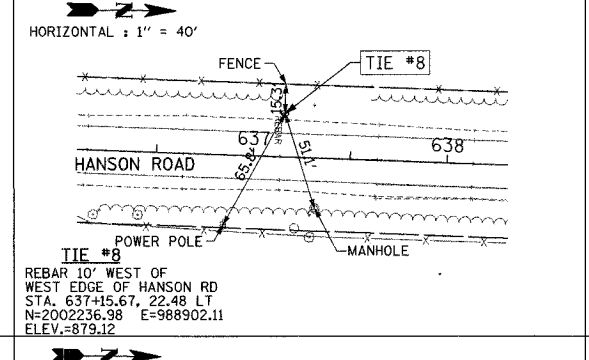 N
HORIZONTAL : 1" = 40'
FENCE
TIE #8
15.3'
REBAR
637
638
51.1'
65.8'
HANSON ROAD
POWER POLE
MANHOLE
TIE #8
REBAR 10' WEST OF
WEST EDGE OF HANSON RD
STA. 637+15.67, 22.48 LT
N=2002236.98 E=988902.11
ELEV.=879.12
N